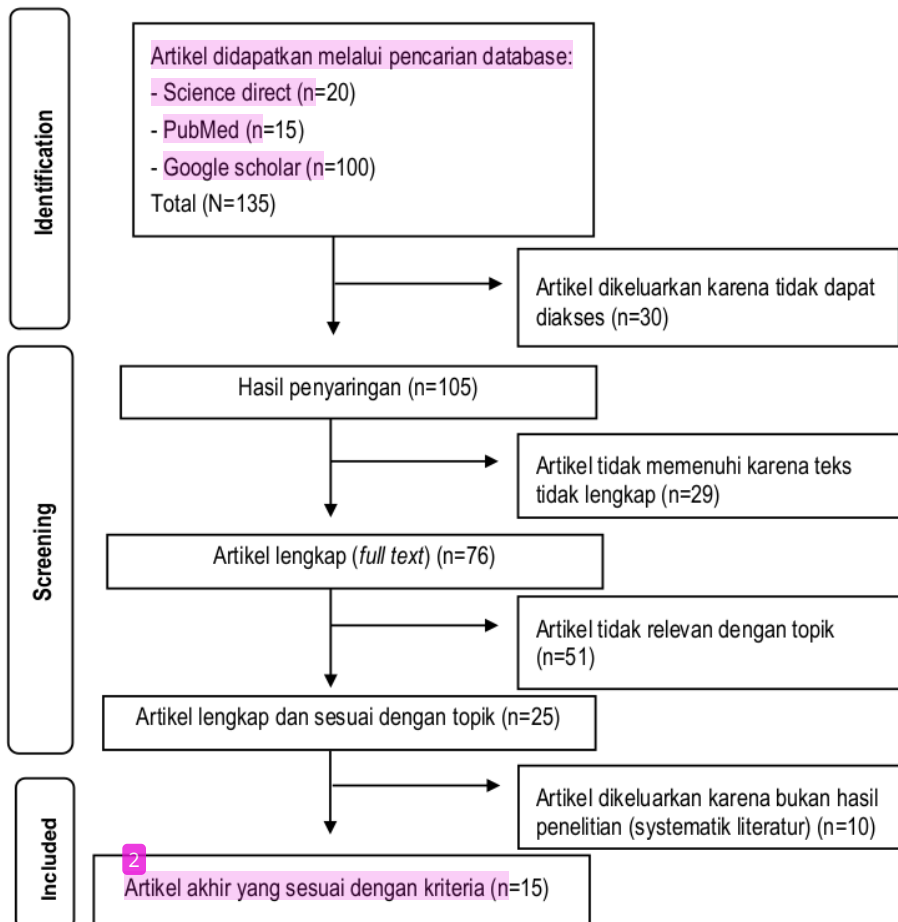 Identification
Artikel didapatkan melalui pencarian database:
- Science direct (n=20)
- PubMed (n=15)
- Google scholar (n=100)
Total (N=135)
Artikel dikeluarkan karena tidak dapat
diakses (n=30)
Screening
Hasil penyaringan (n=105)
Artikel tidak memenuhi karena teks
tidak lengkap (n=29)
Artikel lengkap (full text) (n=76)
Artikel tidak relevan dengan topik
(n=51)
Artikel lengkap dan sesuai dengan topik (n=25)
Included
Artikel dikeluarkan karena bukan hasil
penelitian (systematik literatur) (n=10)
2
Artikel akhir yang sesuai dengan kriteria (n=15)